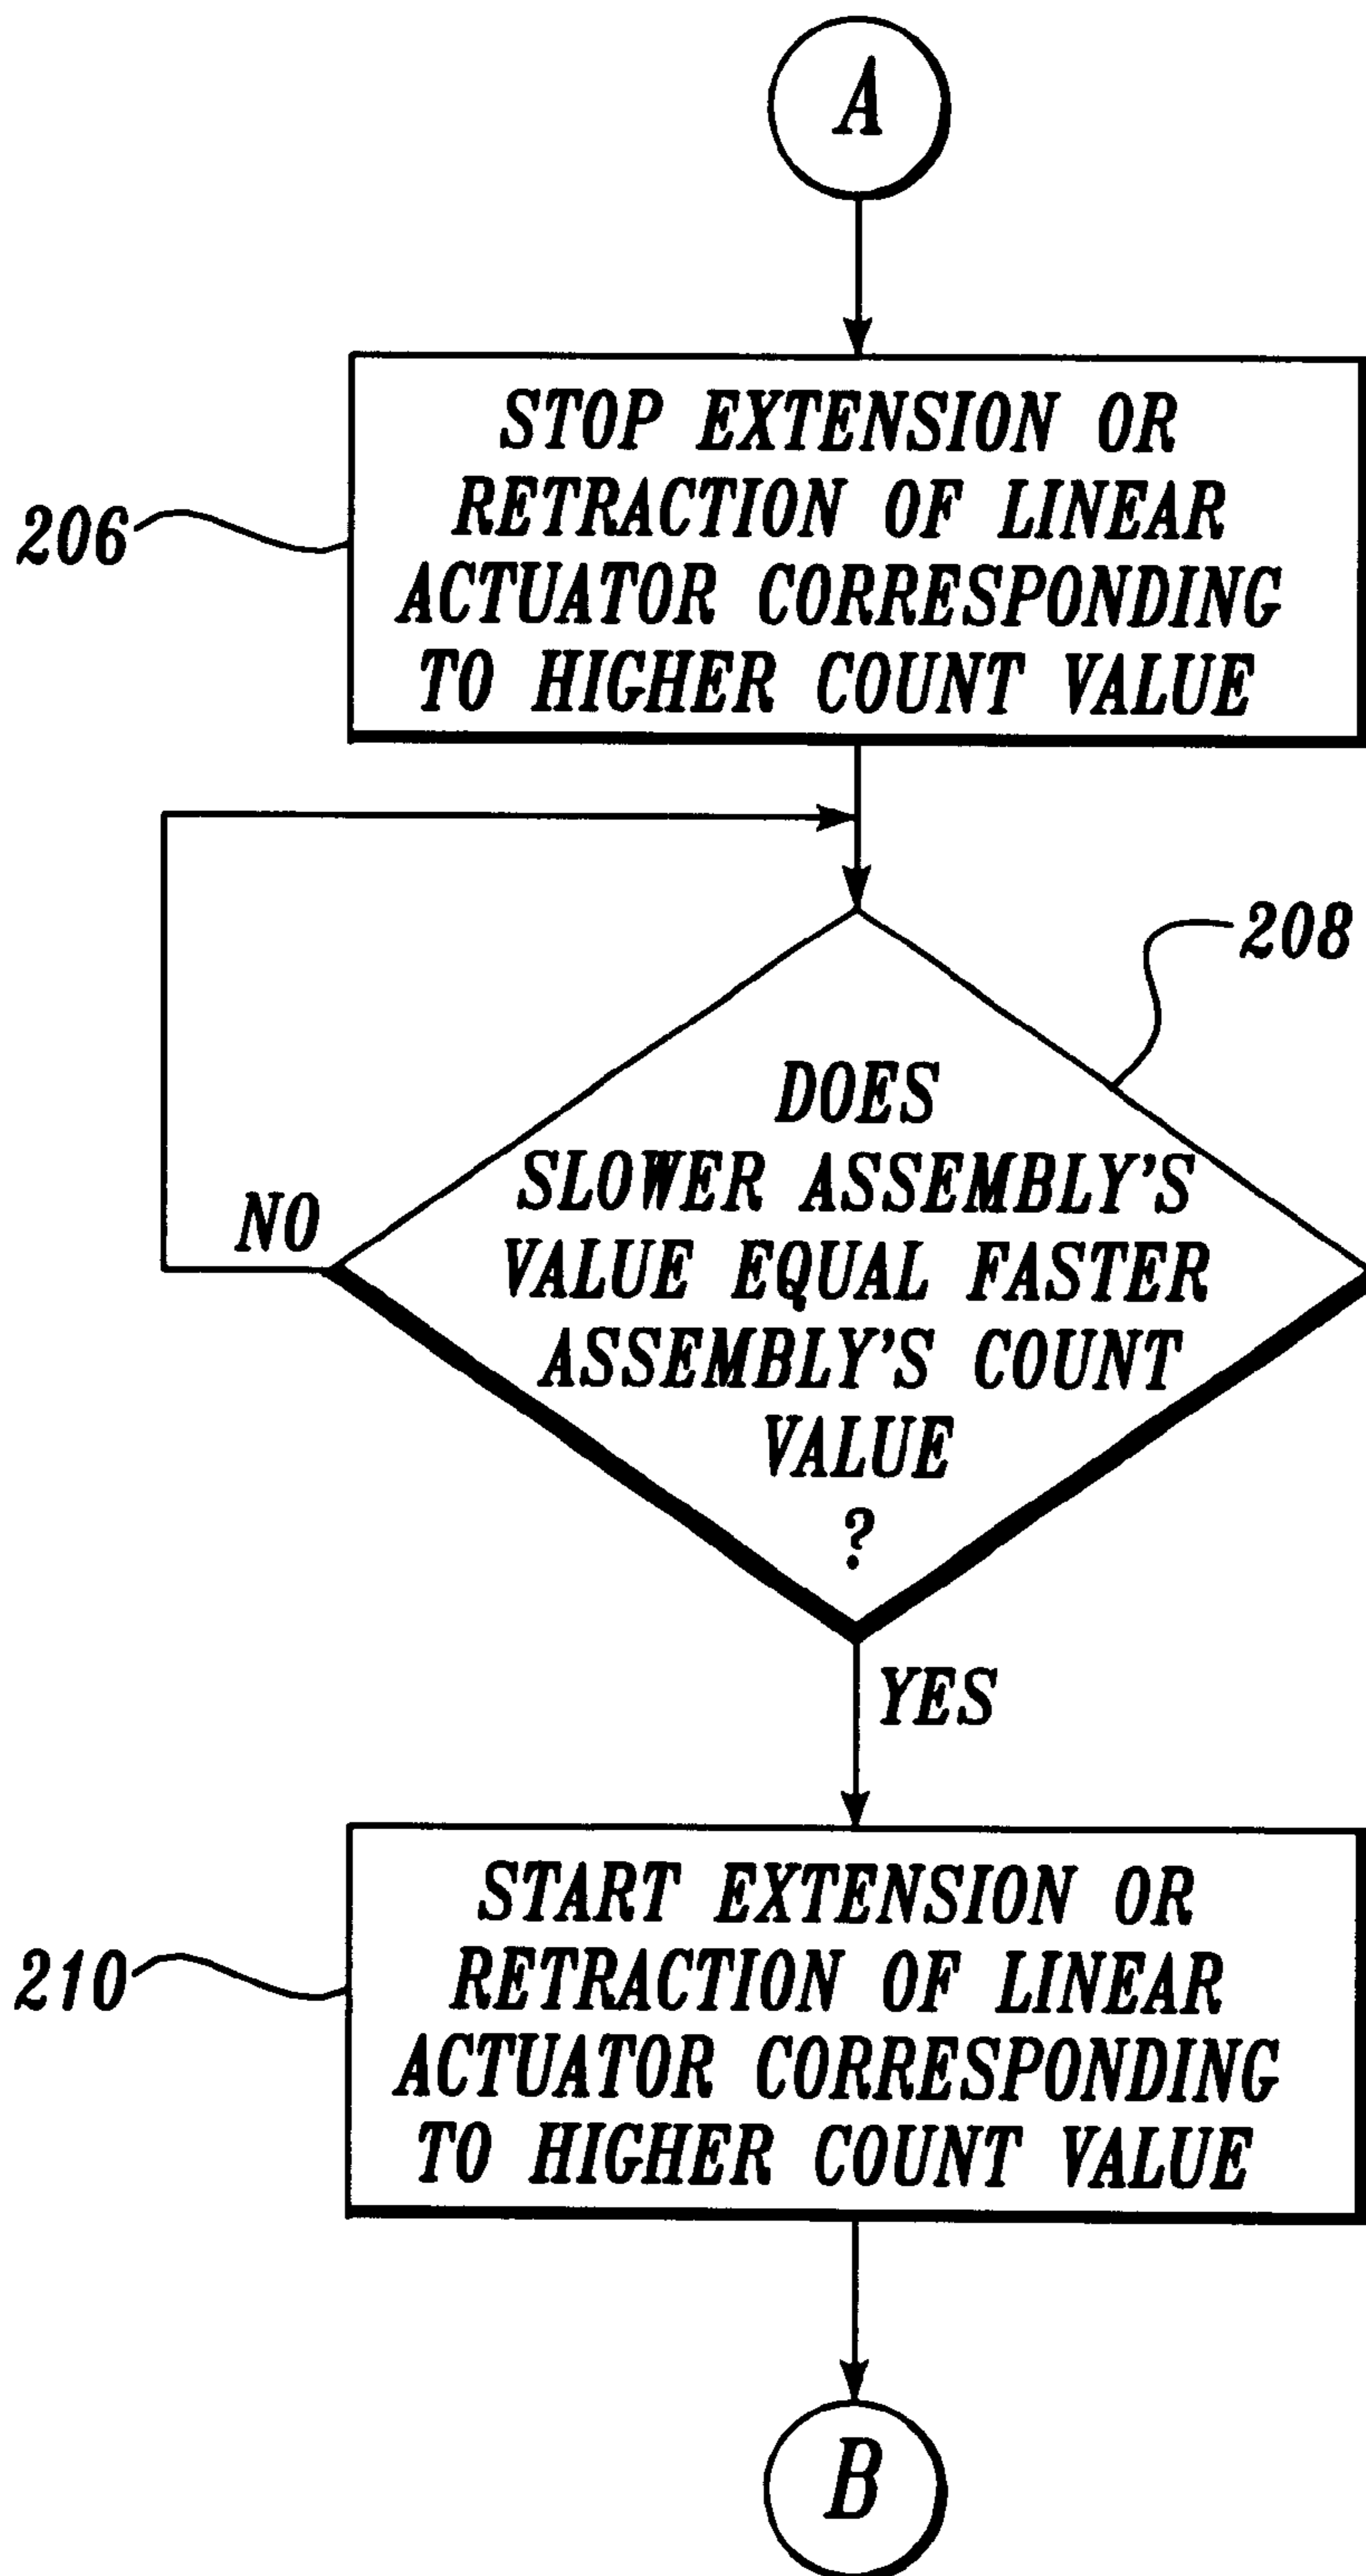 A
STOP EXTENSION OR
RETRACTION OF LINEAR
ACTUATOR CORRESPONDING
TO HIGHER COUNT VALUE
206
208
DOES
SLOWER ASSEMBLY'S
VALUE EQUAL FASTER
ASSEMBLY'S COUNT
VALUE
?
NO
YES
START EXTENSION OR
RETRACTION OF LINEAR
ACTUATOR CORRESPONDING
TO HIGHER COUNT VALUE
210
B